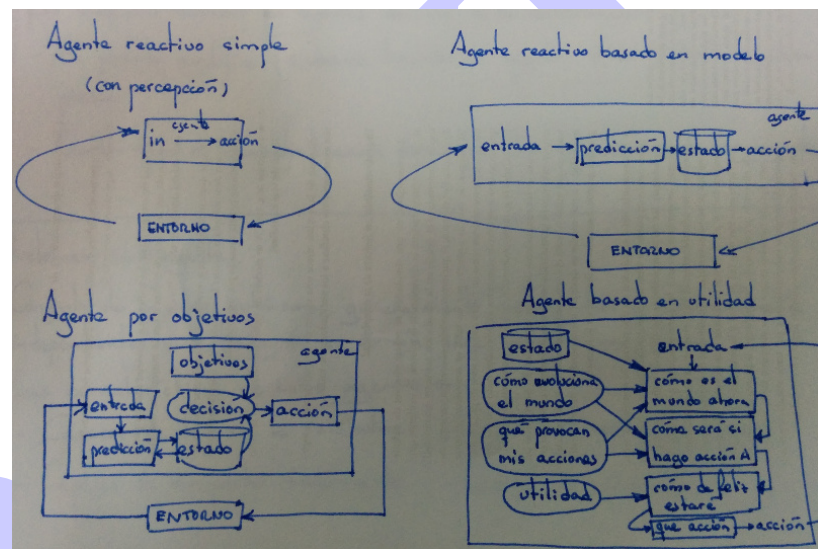 Agente reactivo simple
(con percepción)
agente
in → acción
ENTORNO
Agente reactivo basado en modelo
agente
entrada → predicción → estado → acción
ENTORNO
Agente por objetivos
agente
objetivos
entrada
decision → acción
predicción
estado
ENTORNO
Agente basado en utilidad
estado
entrada
cómo evoluciona
el mundo
cómo es el
mundo ahora
qué provocan
mis acciones
cómo será si
hago acción A
utilidad
cómo de feliz
estaré
que acción → acción